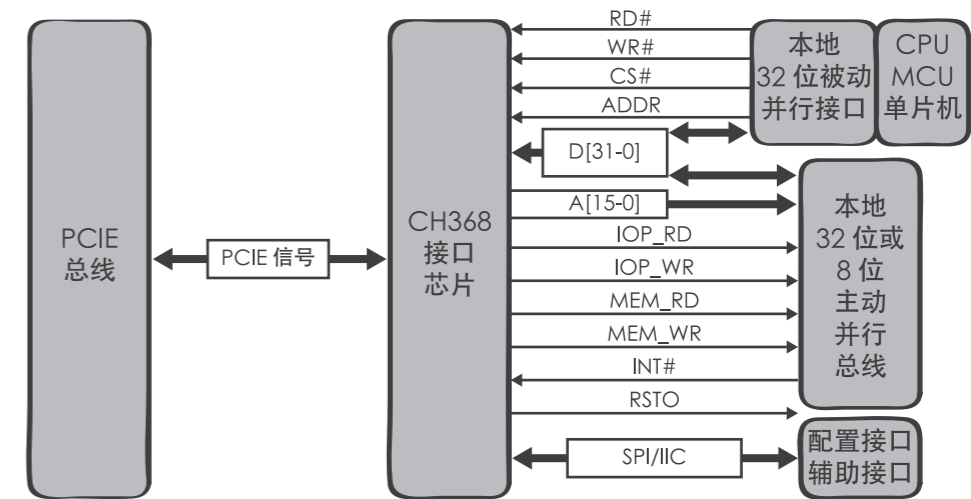 PCIE
总线
PCIE 信号
CH368
接口
芯片
RD#
WR#
CS#
ADDR
D[31-0]
A[15-0]
IOP_RD
IOP_WR
MEM_RD
MEM_WR
INT#
RSTO
SPI/IIC
本地
32 位被动
并行接口
CPU
MCU
单片机
本地
32 位或
8 位
主动
并行
总线
配置接口
辅助接口